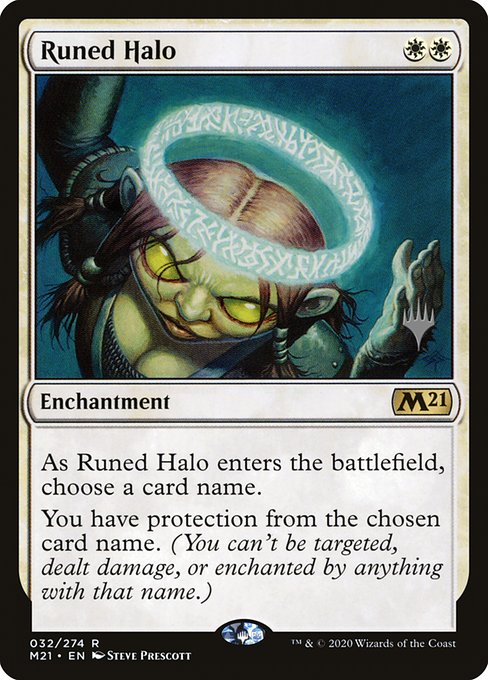 Runed Halo
Enchantment
M21
As Runed Halo enters the battlefield,
choose a card name.
You have protection from the chosen
card name. (You can't be targeted,
dealt damage, or enchanted by anything
with that name.)
032/274 R
M21 • EN Steve Prescott
™ & © 2020 Wizards of the Coast